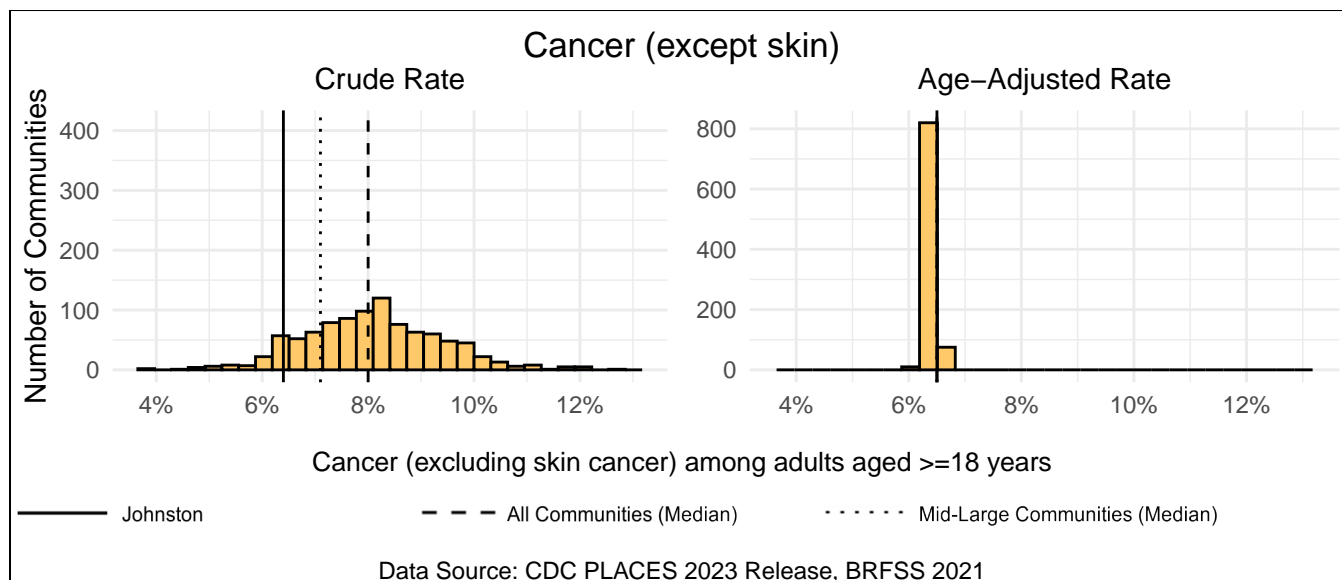 Cancer (except skin)
Crude Rate
Age−Adjusted Rate
Number of Communities
400
300
200
100
0
4%
6%
8%
10%
12%
800
600
400
200
0
4%
6%
8%
10%
12%
Cancer (excluding skin cancer) among adults aged >=18 years
Johnston
All Communities (Median)
Mid-Large Communities (Median)
Data Source: CDC PLACES 2023 Release, BRFSS 2021